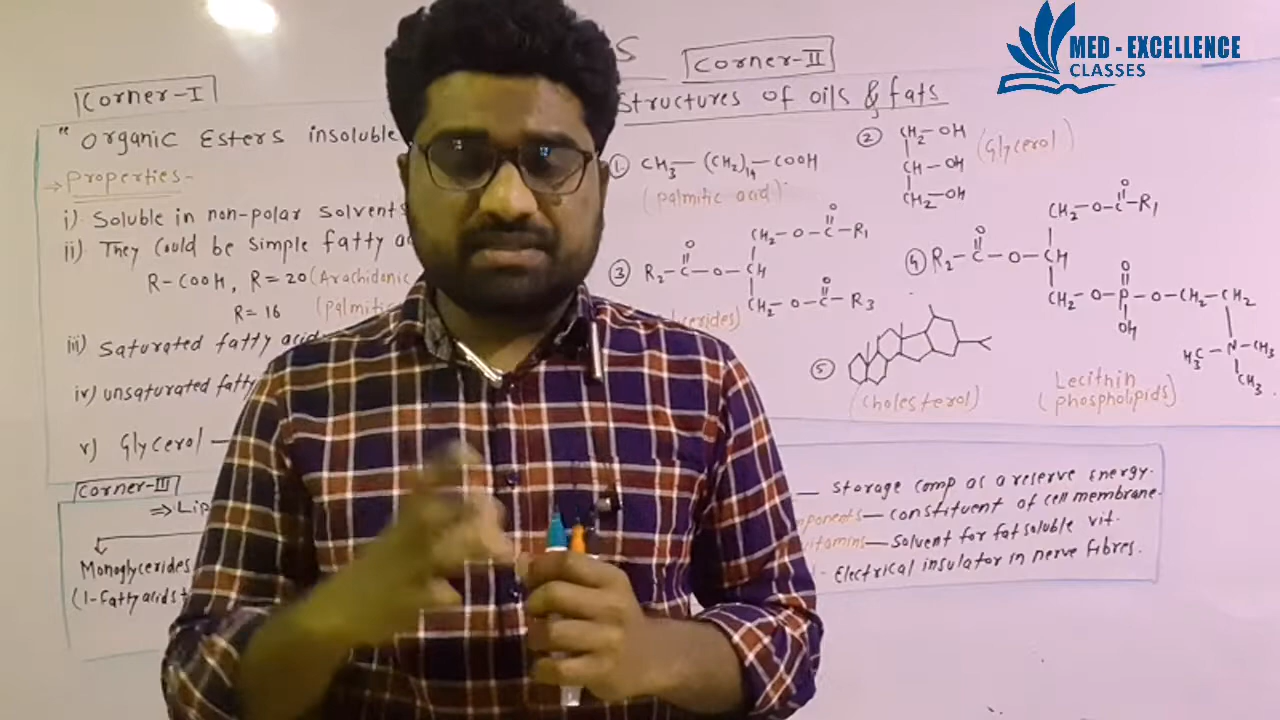 MED - EXCELLENCE
CLASSES
S
Corner-I
" Organic Esters insoluble
→ Properties-
i) Soluble in non-polar solvents
ii) They could be simple fatty
R-COOH, R=20 (Arachidonic
R=16 (palmitic
iii) saturated fatty acid
iv) unsaturated fatty
v) Glycerol —
Corner-II
structures of oils & fats
1. CH3—(CH2)14—COOH
(palmitic acid)
② CH2-OH
CH-OH
CH2-OH
(Glycerol)
③ CH2-O-C-R1
O
O
R2-C-O-CH
O
CH2-O-C-R3
④ CH2-O-C-R1
O
O
R2-C-O-CH
O
CH2-O-P-O-CH2-CH2
OH
H3C-N-CH3
CH3
Lecithin
(phospholipids)
⑤
(Cholesterol)
Corner-III
⇒
Monoglycerides
(1-Fatty acids
— storage comp as a reserve energy.
— constituent of cell membrane.
vitamins— solvent for fat soluble vit.
- Electrical insulator in nerve fibres.